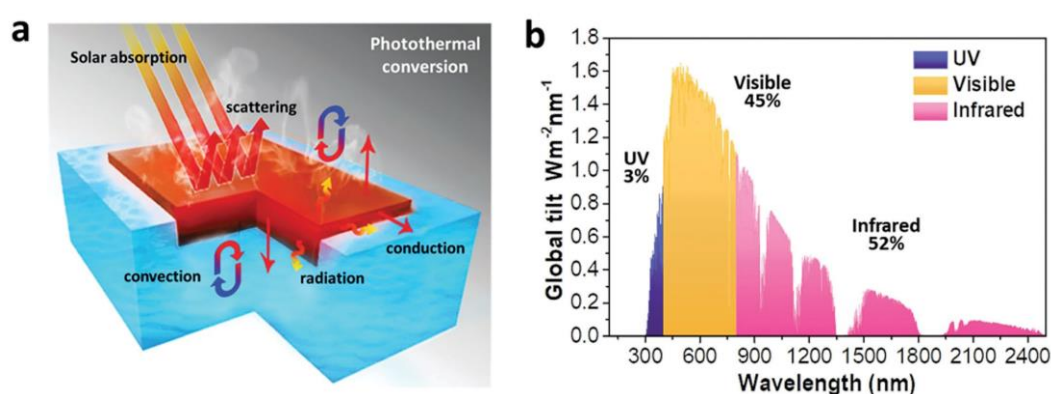 a
Photothermal
conversion
Solar absorption
scattering
conduction
convection
radiation
b
Global tilt Wm⁻²nm⁻¹
1.8
1.6
1.4
1.2
1.0
0.8
0.6
0.4
0.2
0.0
UV
3%
Visible
45%
Infrared
52%
UV
Visible
Infrared
300 600 900 1200 1500 1800 2100 2400
Wavelength (nm)